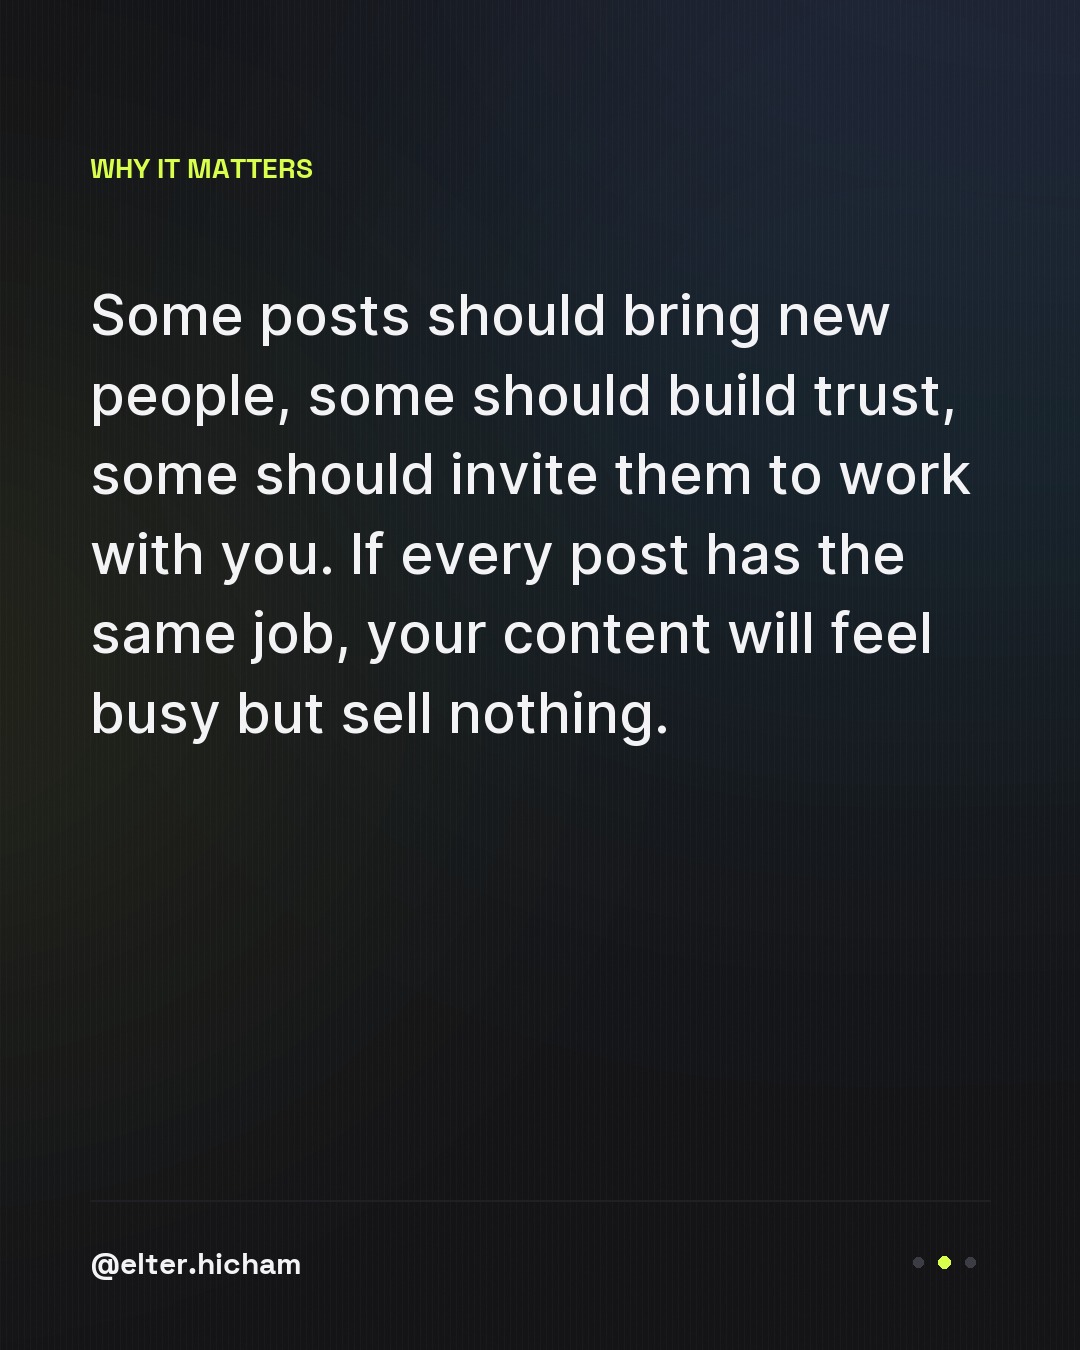 WHY IT MATTERS
Some posts should bring new
people, some should build trust,
some should invite them to work
with you. If every post has the
same job, your content will feel
busy but sell nothing.
@elter.hicham